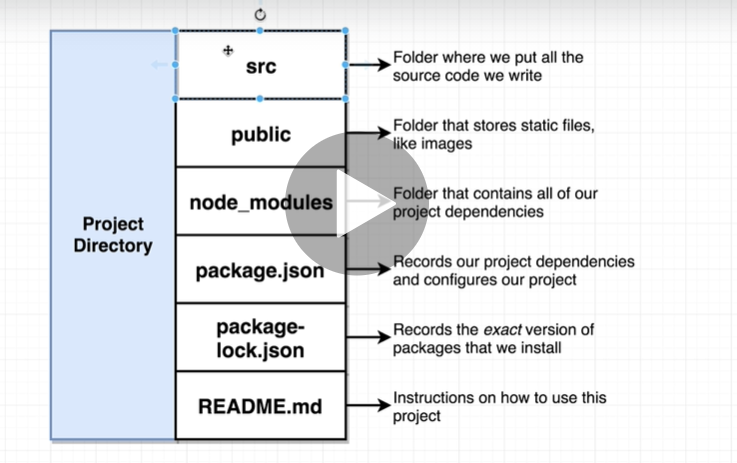 Project
Directory
src
Folder where we put all the
source code we write
public
Folder that stores static files,
like images
node_modules
Folder that contains all of our
project dependencies
package.json
Records our project dependencies
and configures our project
package-
lock.json
Records the exact version of
packages that we install
README.md
Instructions on how to use this
project